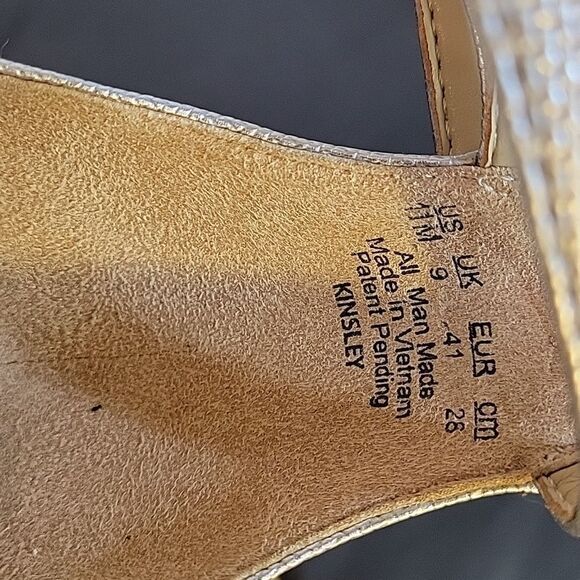 US UK EUR cm
11M 9 41 28
All Man Made
Made in Vietnam
Patent Pending
KINSLEY